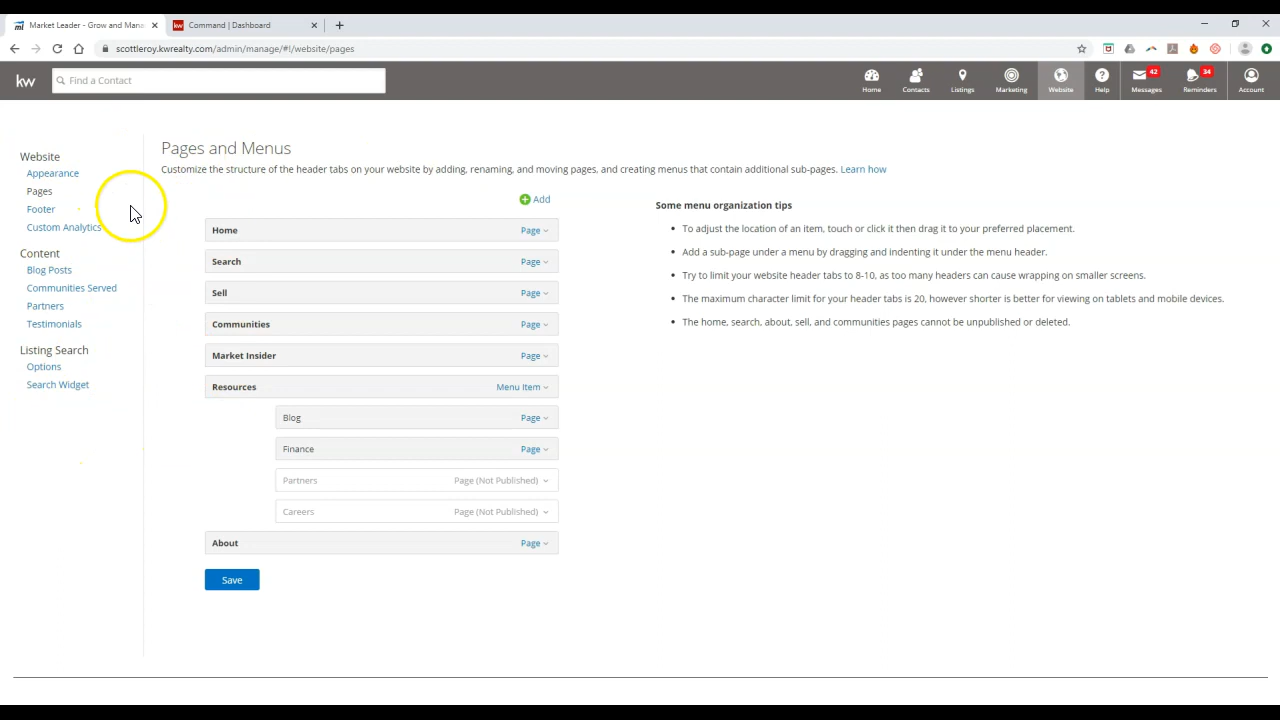 Market Leader - Grow and Mana
kw Command | Dashboard
scottleroy.kwrealty.com/admin/manage/#!/website/pages
kw
Find a Contact
Home
Contacts
Listings
Marketing
Website
Help
42
Messages
34
Reminders
Account
Website
Appearance
Pages
Footer
Custom Analytics
Content
Blog Posts
Communities Served
Partners
Testimonials
Listing Search
Options
Search Widget
Pages and Menus
Customize the structure of the header tabs on your website by adding, renaming, and moving pages, and creating menus that contain additional sub-pages. Learn how
Add
Home Page
Search Page
Sell Page
Communities Page
Market Insider Page
Resources Menu Item
Blog Page
Finance Page
Partners Page (Not Published)
Careers Page (Not Published)
About Page
Save
Some menu organization tips
• To adjust the location of an item, touch or click it then drag it to your preferred placement.
• Add a sub-page under a menu by dragging and indenting it under the menu header.
• Try to limit your website header tabs to 8-10, as too many headers can cause wrapping on smaller screens.
• The maximum character limit for your header tabs is 20, however shorter is better for viewing on tablets and mobile devices.
• The home, search, about, sell, and communities pages cannot be unpublished or deleted.